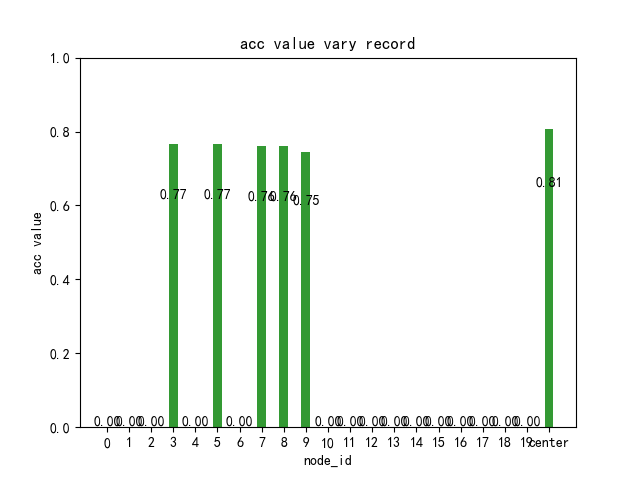 acc value vary record
1.0
0.8
0.6
0.4
0.2
0.0
acc value
0.77 0.77 0.76 0.76 0.75 0.81
0.00 0.00 0.00 0.00 0.00 0.00 0.00 0.00 0.00 0.00 0.00 0.00 0.00 0.00 0.00
0 1 2 3 4 5 6 7 8 9 10 11 12 13 14 15 16 17 18 19 center
node_id